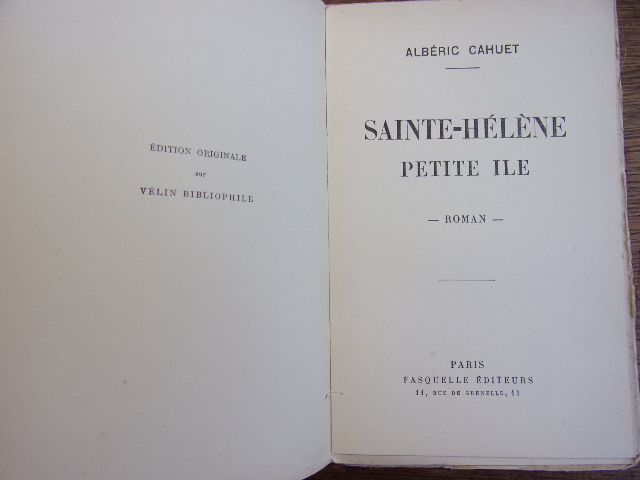 ÉDITION ORIGINALE
sur
VÉLIN BIBLIOPHILE
ALBÉRIC CAHUET
SAINTE-HÉLÈNE
PETITE ILE
— ROMAN —
PARIS
FASQUELLE ÉDITEURS
11, RUE DE GRENELLE, 11